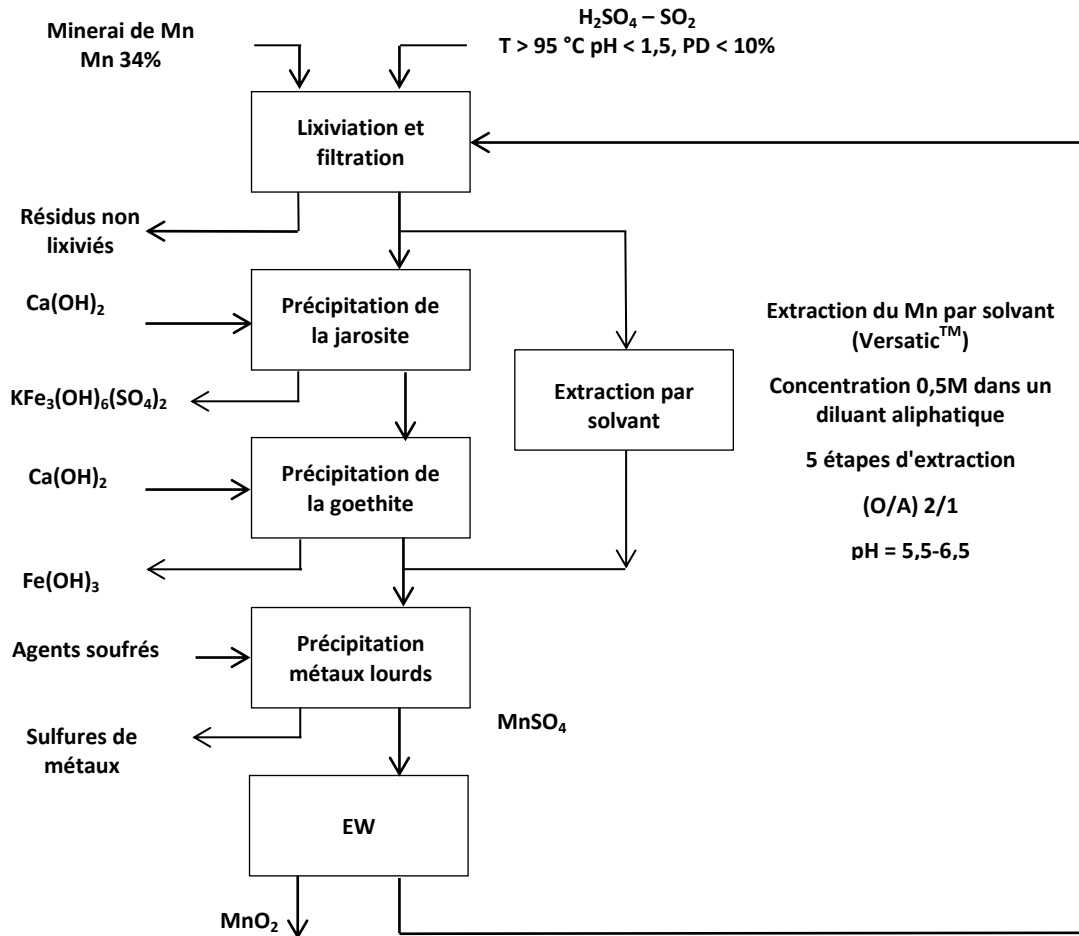 Minerai de Mn
Mn 34%
H₂SO₄ – SO₂
T > 95 °C pH < 1,5, PD < 10%
Lixiviation et
filtration
Résidus non
lixiviés
Ca(OH)₂
Précipitation de
la jarosite
KFe₃(OH)₆(SO₄)₂
Extraction par
solvant
Extraction du Mn par solvant
(Versatic™)
Concentration 0,5M dans un
diluant aliphatique
5 étapes d'extraction
(O/A) 2/1
pH = 5,5-6,5
Ca(OH)₂
Précipitation de
la goethite
Fe(OH)₃
Agents soufrés
Précipitation
métaux lourds
Sulfures de
métaux
MnSO₄
EW
MnO₂